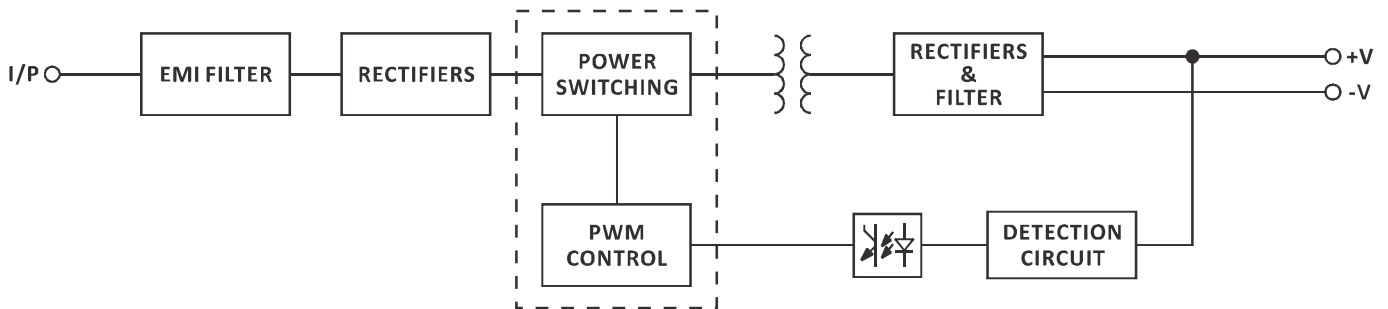 I/P
EMI FILTER
RECTIFIERS
POWER
SWITCHING
RECTIFIERS
&
FILTER
+V
-V
PWM
CONTROL
DETECTION
CIRCUIT